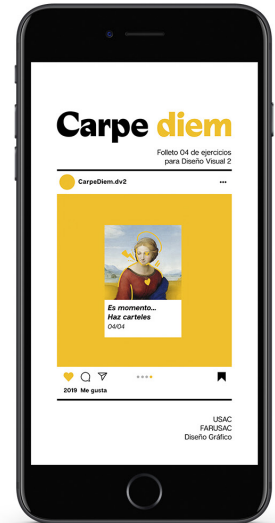 Carpe diem
Folleto 04 de ejercicios
para Diseño Visual 2
CarpeDiem.dv2
Es momento...
Haz carteles
04/04
2019 Me gusta
USAC
FARUSAC
Diseño Gráfico